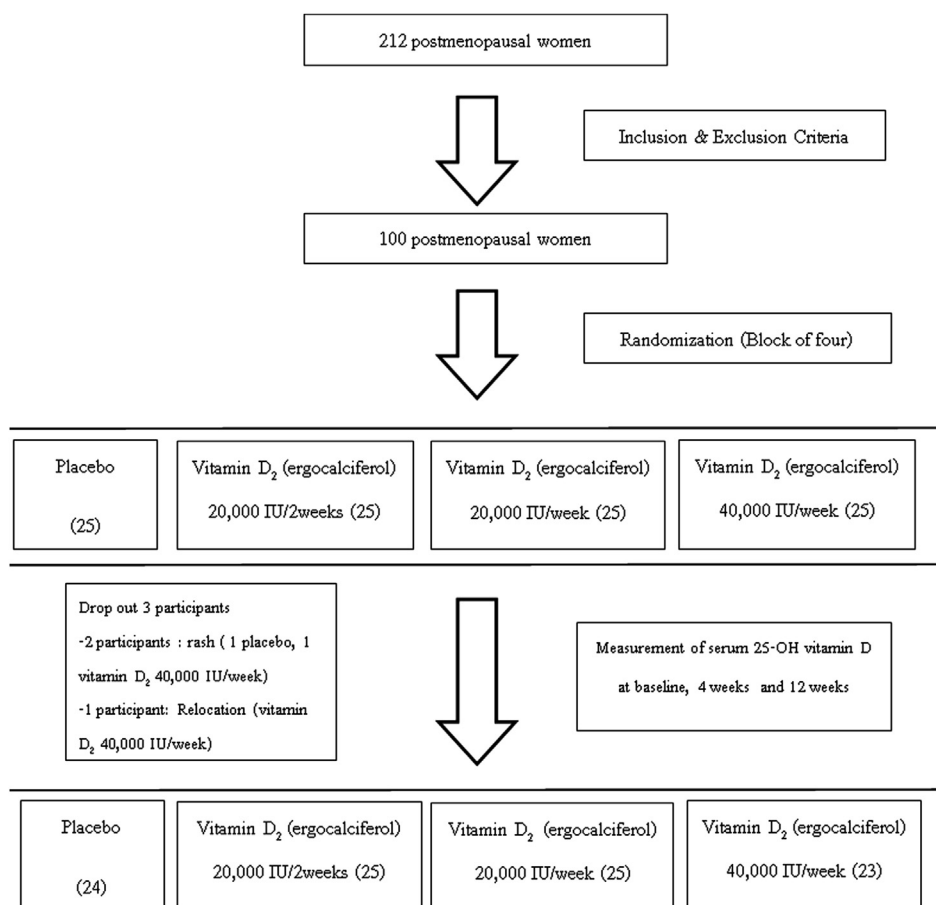 212 postmenopausal women
Inclusion & Exclusion Criteria
100 postmenopausal women
Randomization (Block of four)
Placebo
(25)
Vitamin D₂ (ergocalciferol)
20,000 IU/2weeks (25)
Vitamin D₂ (ergocalciferol)
20,000 IU/week (25)
Vitamin D₂ (ergocalciferol)
40,000 IU/week (25)
Drop out 3 participants
-2 participants : rash ( 1 placebo, 1
vitamin D₂ 40,000 IU/week)
-1 participant: Relocation (vitamin
D₂ 40,000 IU/week)
Measurement of serum 25-OH vitamin D
at baseline, 4 weeks and 12 weeks
Placebo
(24)
Vitamin D₂ (ergocalciferol)
20,000 IU/2weeks (25)
Vitamin D₂ (ergocalciferol)
20,000 IU/week (25)
Vitamin D₂ (ergocalciferol)
40,000 IU/week (23)